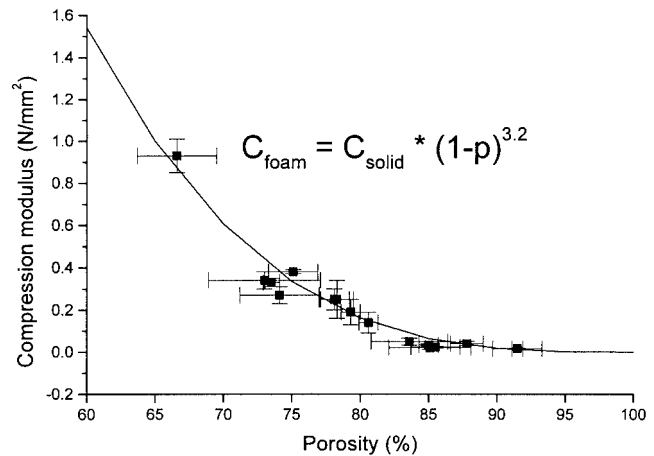 1.6
1.4
1.2
1.0
0.8
0.6
0.4
0.2
0.0
-0.2
Compression modulus (N/mm²)
C_foam = C_solid * (1-p)^3.2
60 65 70 75 80 85 90 95 100
Porosity (%)